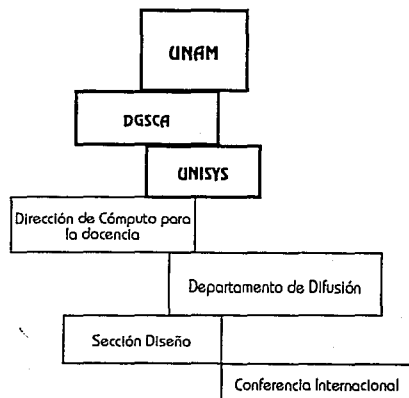 UNAM
DGSCA
UNISYS
Dirección de Cómputo para
la docencia
Departamento de Difusión
Sección Diseño
Conferencia Internacional